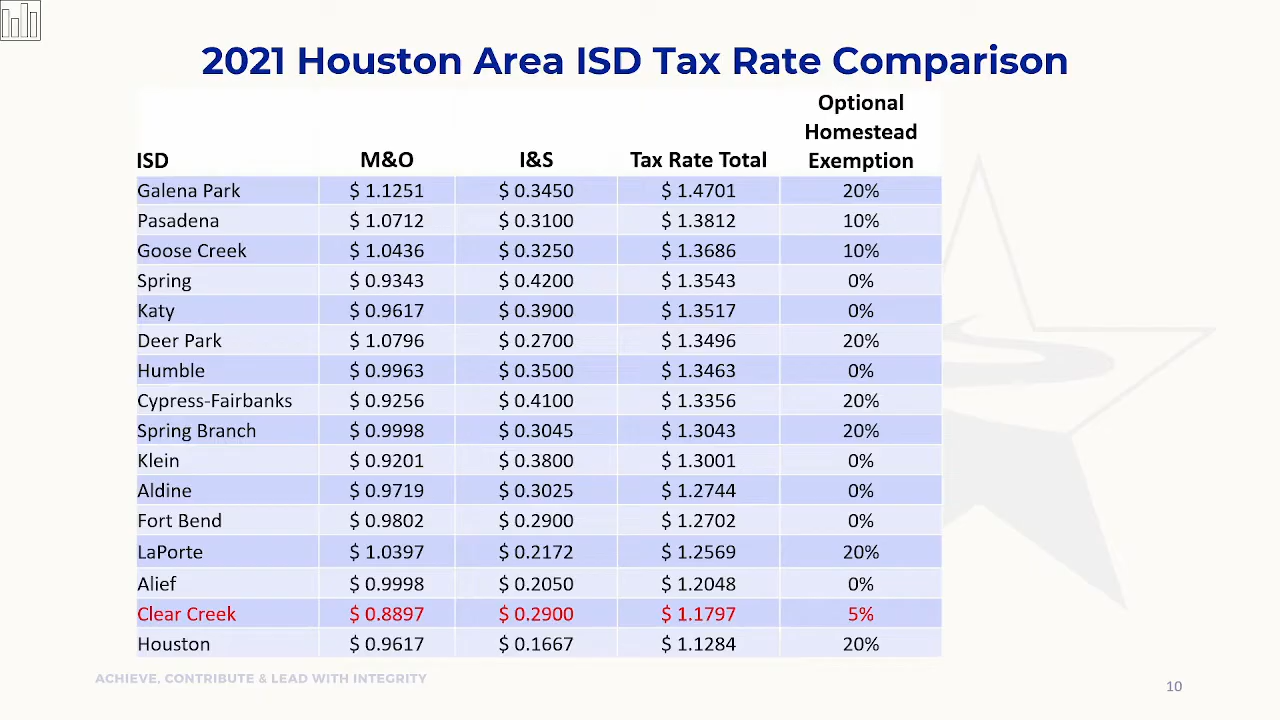 2021 Houston Area ISD Tax Rate Comparison
ISD M&O I&S Tax Rate Total Optional Homestead Exemption
Galena Park $ 1.1251 $ 0.3450 $ 1.4701 20%
Pasadena $ 1.0712 $ 0.3100 $ 1.3812 10%
Goose Creek $ 1.0436 $ 0.3250 $ 1.3686 10%
Spring $ 0.9343 $ 0.4200 $ 1.3543 0%
Katy $ 0.9617 $ 0.3900 $ 1.3517 0%
Deer Park $ 1.0796 $ 0.2700 $ 1.3496 20%
Humble $ 0.9963 $ 0.3500 $ 1.3463 0%
Cypress-Fairbanks $ 0.9256 $ 0.4100 $ 1.3356 20%
Spring Branch $ 0.9998 $ 0.3045 $ 1.3043 20%
Klein $ 0.9201 $ 0.3800 $ 1.3001 0%
Aldine $ 0.9719 $ 0.3025 $ 1.2744 0%
Fort Bend $ 0.9802 $ 0.2900 $ 1.2702 0%
LaPorte $ 1.0397 $ 0.2172 $ 1.2569 20%
Alief $ 0.9998 $ 0.2050 $ 1.2048 0%
Clear Creek $ 0.8897 $ 0.2900 $ 1.1797 5%
Houston $ 0.9617 $ 0.1667 $ 1.1284 20%
ACHIEVE, CONTRIBUTE & LEAD WITH INTEGRITY
10